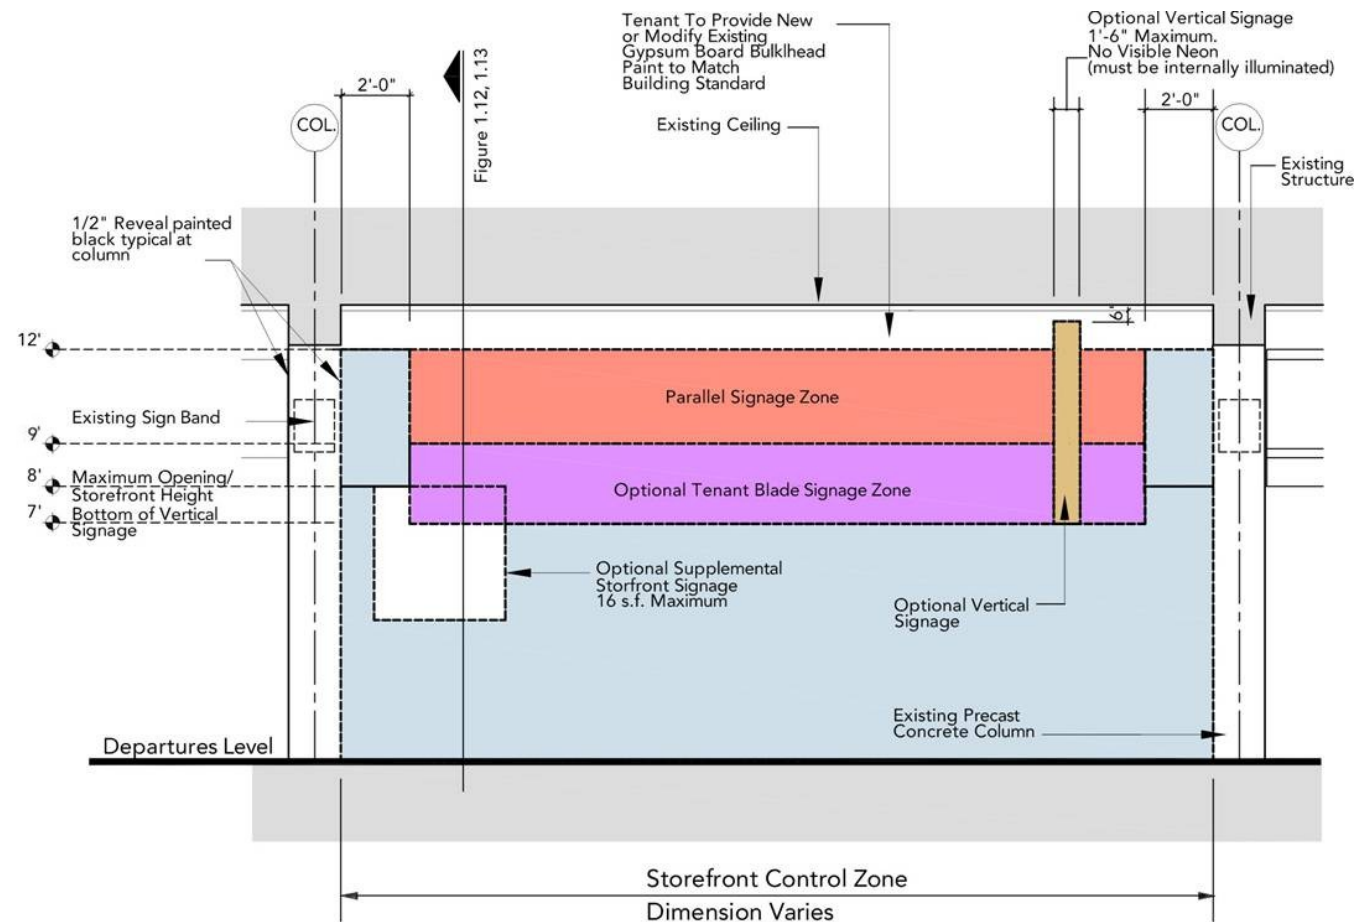 Tenant To Provide New
or Modify Existing
Gypsum Board Bulklhead
Paint to Match
Building Standard
Optional Vertical Signage
1'-6" Maximum.
No Visible Neon
(must be internally illuminated)
2'-0"
Figure 1.12, 1.13
2'-0"
COL.
Existing Ceiling
COL.
Existing
Structure
1/2" Reveal painted
black typical at
column
6'
12'
Parallel Signage Zone
Existing Sign Band
9'
8'
Maximum Opening/
Storefront Height
7'
Bottom of Vertical
Signage
Optional Tenant Blade Signage Zone
Optional Supplemental
Storfront Signage
16 s.f. Maximum
Optional Vertical
Signage
Existing Precast
Concrete Column
Departures Level
Storefront Control Zone
Dimension Varies